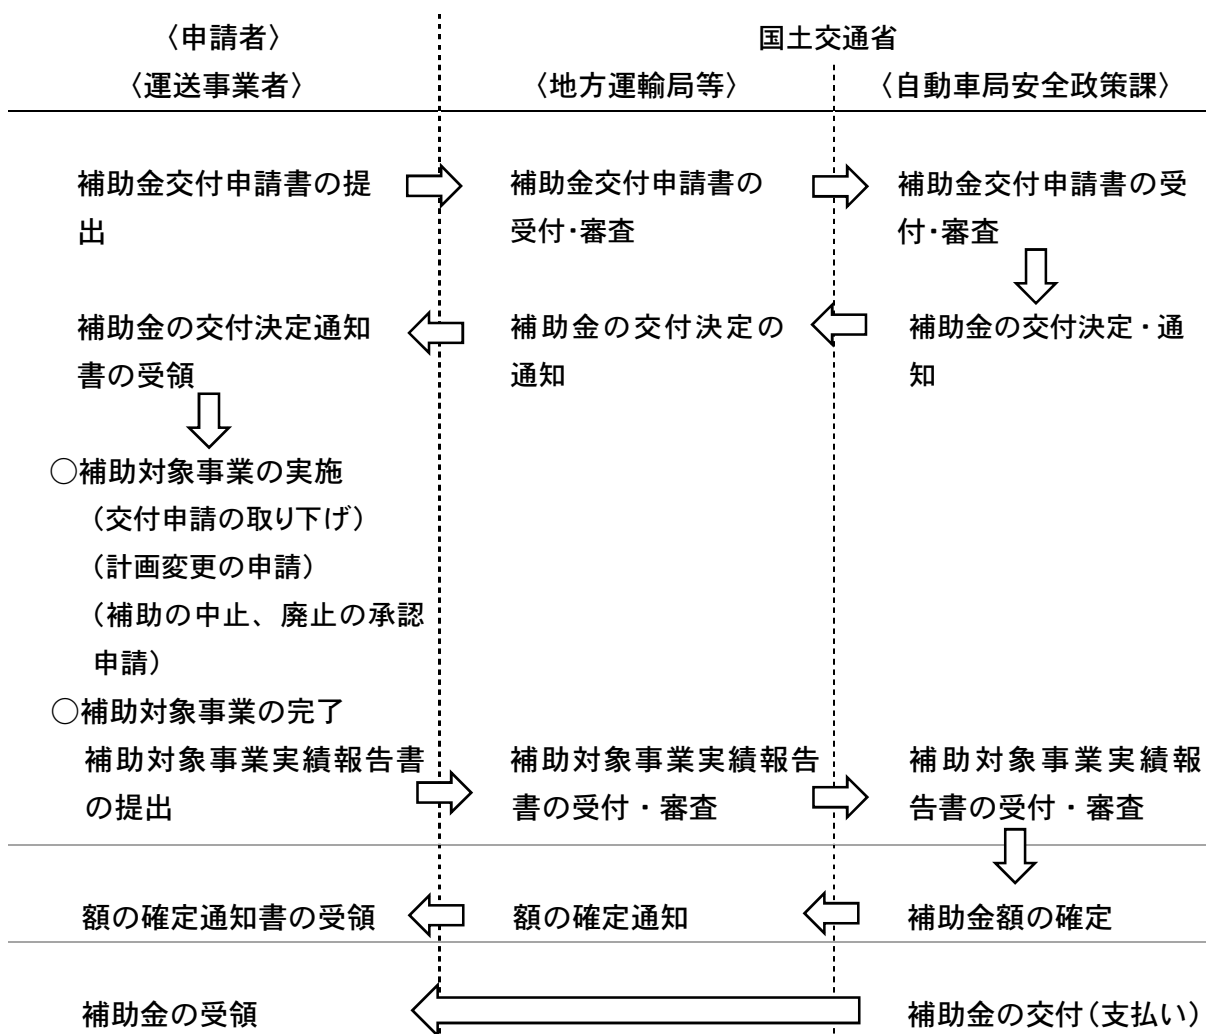 〈申請者〉
国土交通省
〈運送事業者〉
〈地方運輸局等〉
〈自動車局安全政策課〉
補助金交付申請書の提
出
補助金交付申請書の
受付・審査
補助金交付申請書の受
付・審査
補助金の交付決定通知
書の受領
補助金の交付決定の
通知
補助金の交付決定・通
知
○補助対象事業の実施
（交付申請の取り下げ）
（計画変更の申請）
（補助の中止、廃止の承認
申請）
○補助対象事業の完了
補助対象事業実績報告書
の提出
補助対象事業実績報告
書の受付・審査
補助対象事業実績報
告書の受付・審査
額の確定通知書の受領
額の確定通知
補助金額の確定
補助金の受領
補助金の交付（支払い）